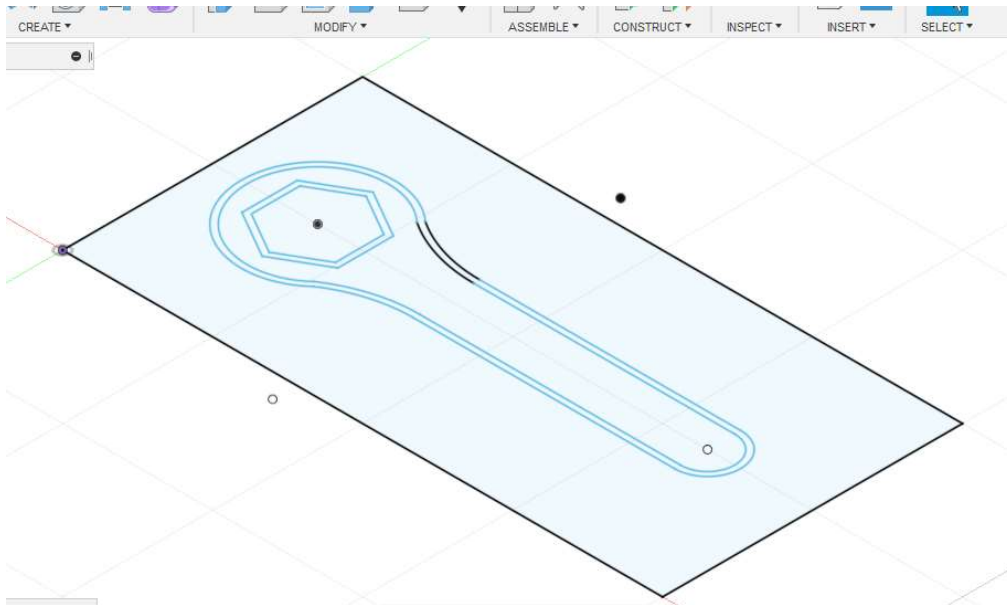 CREATE ▾ MODIFY ▾ ASSEMBLE ▾ CONSTRUCT ▾ INSPECT ▾ INSERT ▾ SELECT ▾